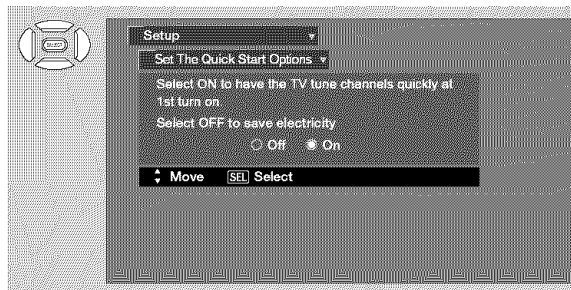 SELECT
Setup
Set The Quick Start Options
Select ON to have the TV tune channels quickly at
1st turn on
Select OFF to save electricity
Off On
Move SEL Select